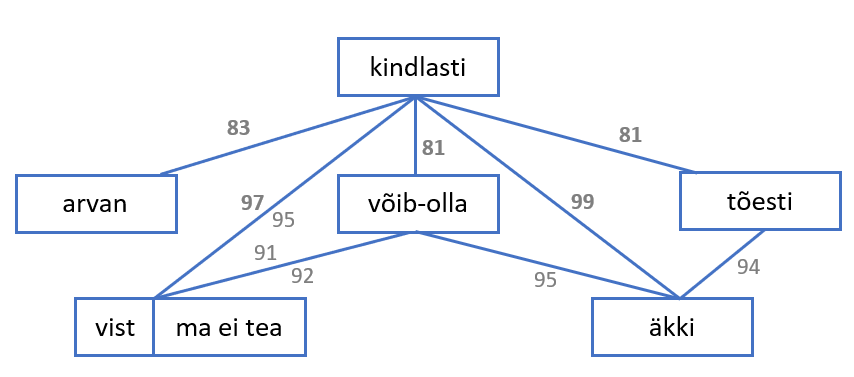 kindlasti
83
81
81
arvan
97
95
võib-olla
99
tõesti
91
92
95
94
vist
ma ei tea
äkki